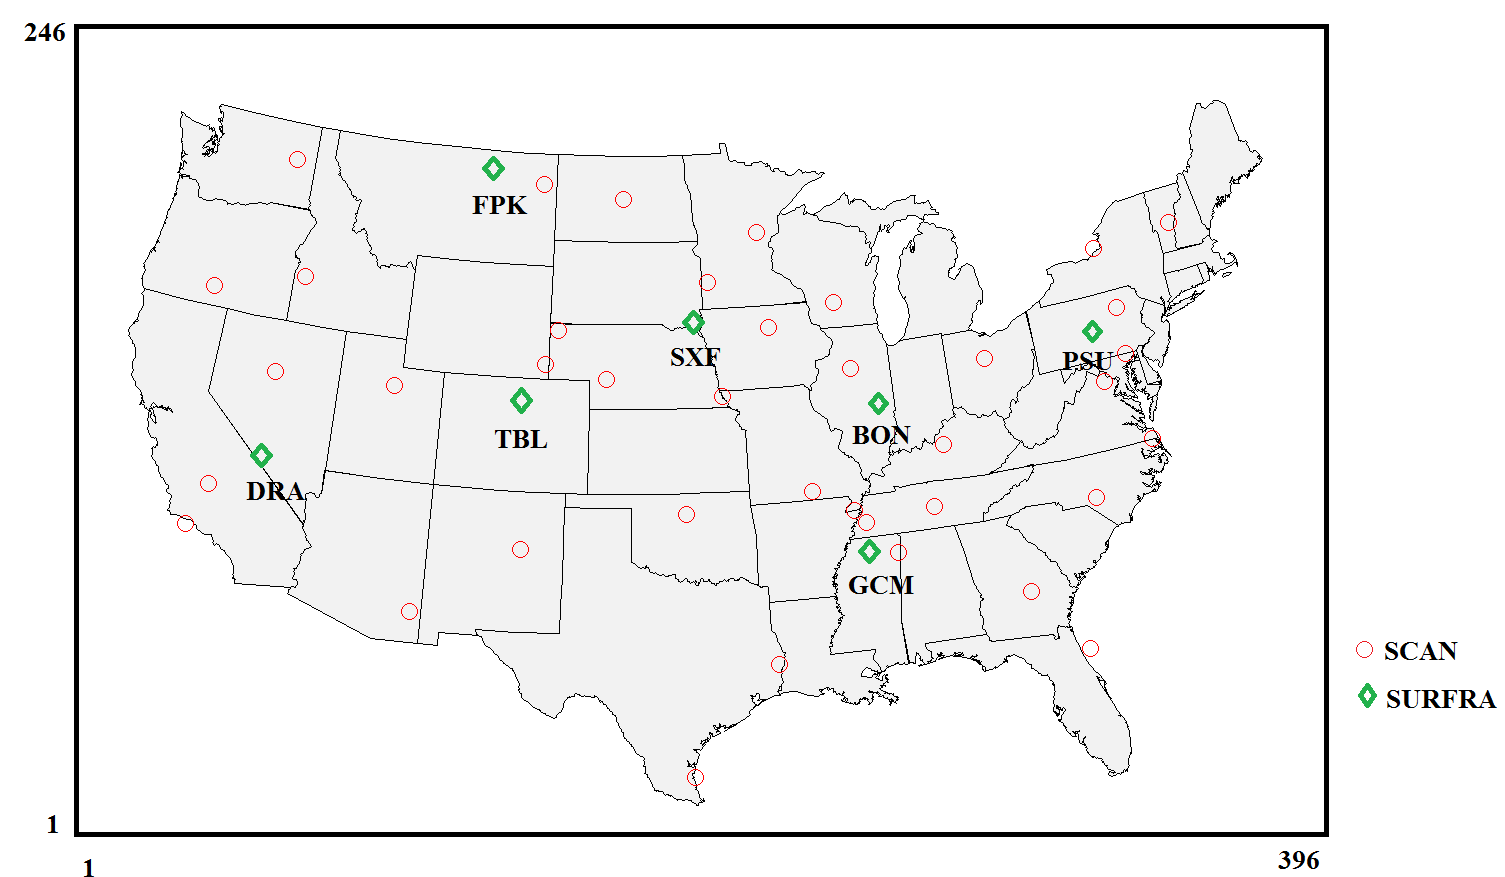 246
FPK
SXF
PSU
TBL
BON
DRA
GCM
SCAN
SURFRA
1
1
396